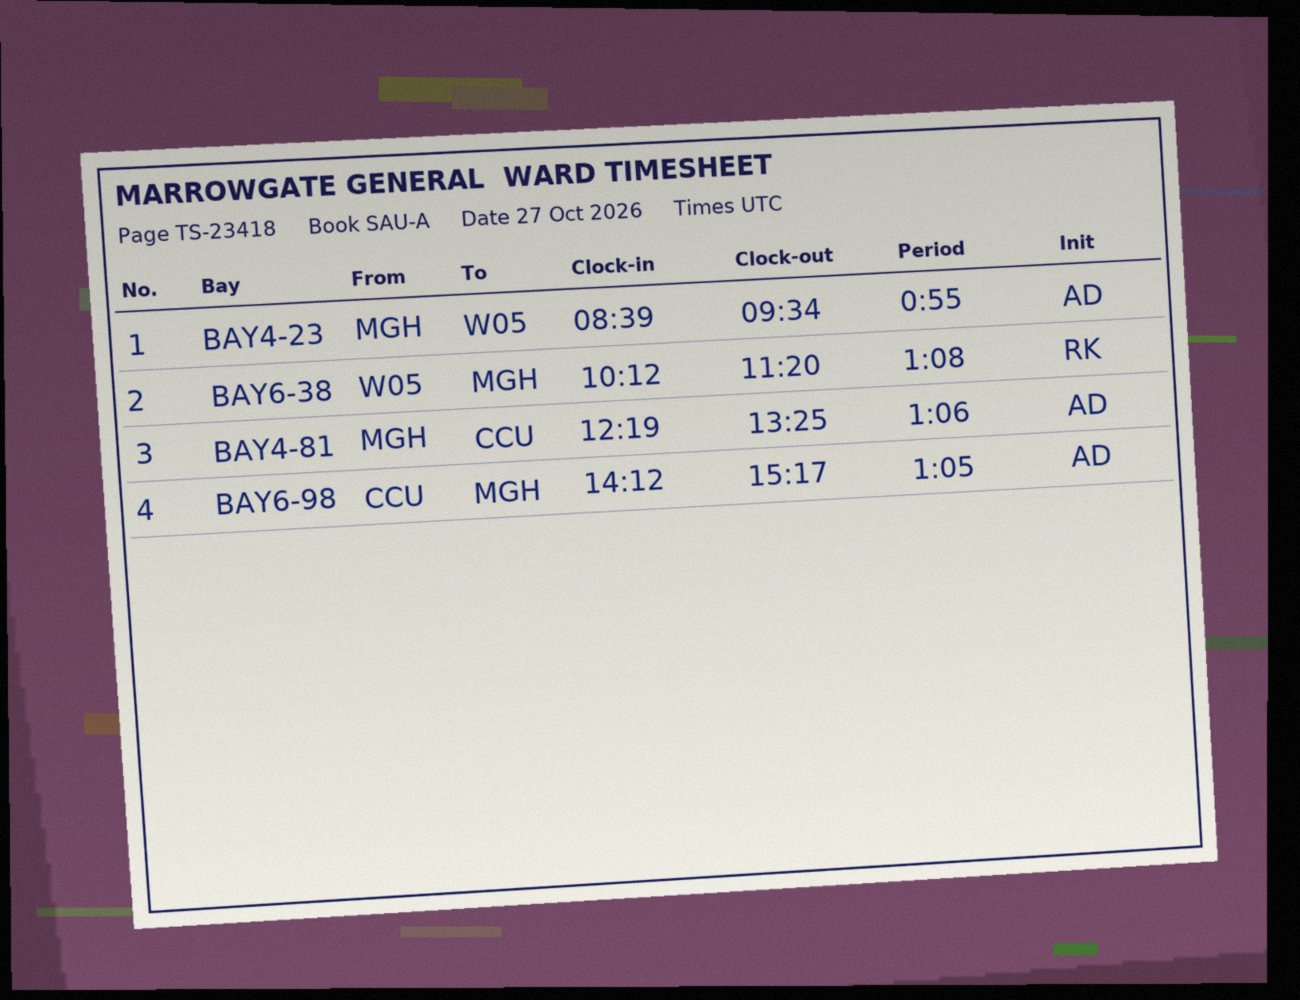 MARROWGATE GENERAL WARD TIMESHEET
Page TS-23418 Book SAU-A Date 27 Oct 2026 Times UTC
No. Bay From To Clock-in Clock-out Period Init
1 BAY4-23 MGH W05 08:39 09:34 0:55 AD
2 BAY6-38 W05 MGH 10:12 11:20 1:08 RK
3 BAY4-81 MGH CCU 12:19 13:25 1:06 AD
4 BAY6-98 CCU MGH 14:12 15:17 1:05 AD